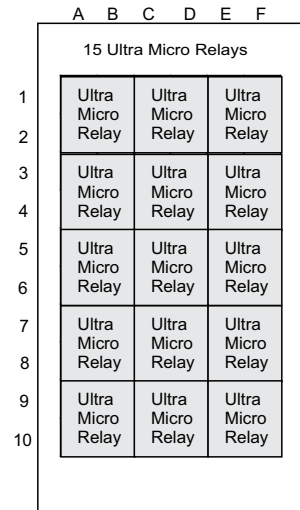 A B C D E F
15 Ultra Micro Relays
1 Ultra Ultra Ultra
Micro Micro Micro
2 Relay Relay Relay
3 Ultra Ultra Ultra
Micro Micro Micro
4 Relay Relay Relay
5 Ultra Ultra Ultra
Micro Micro Micro
6 Relay Relay Relay
7 Ultra Ultra Ultra
Micro Micro Micro
8 Relay Relay Relay
9 Ultra Ultra Ultra
Micro Micro Micro
10 Relay Relay Relay